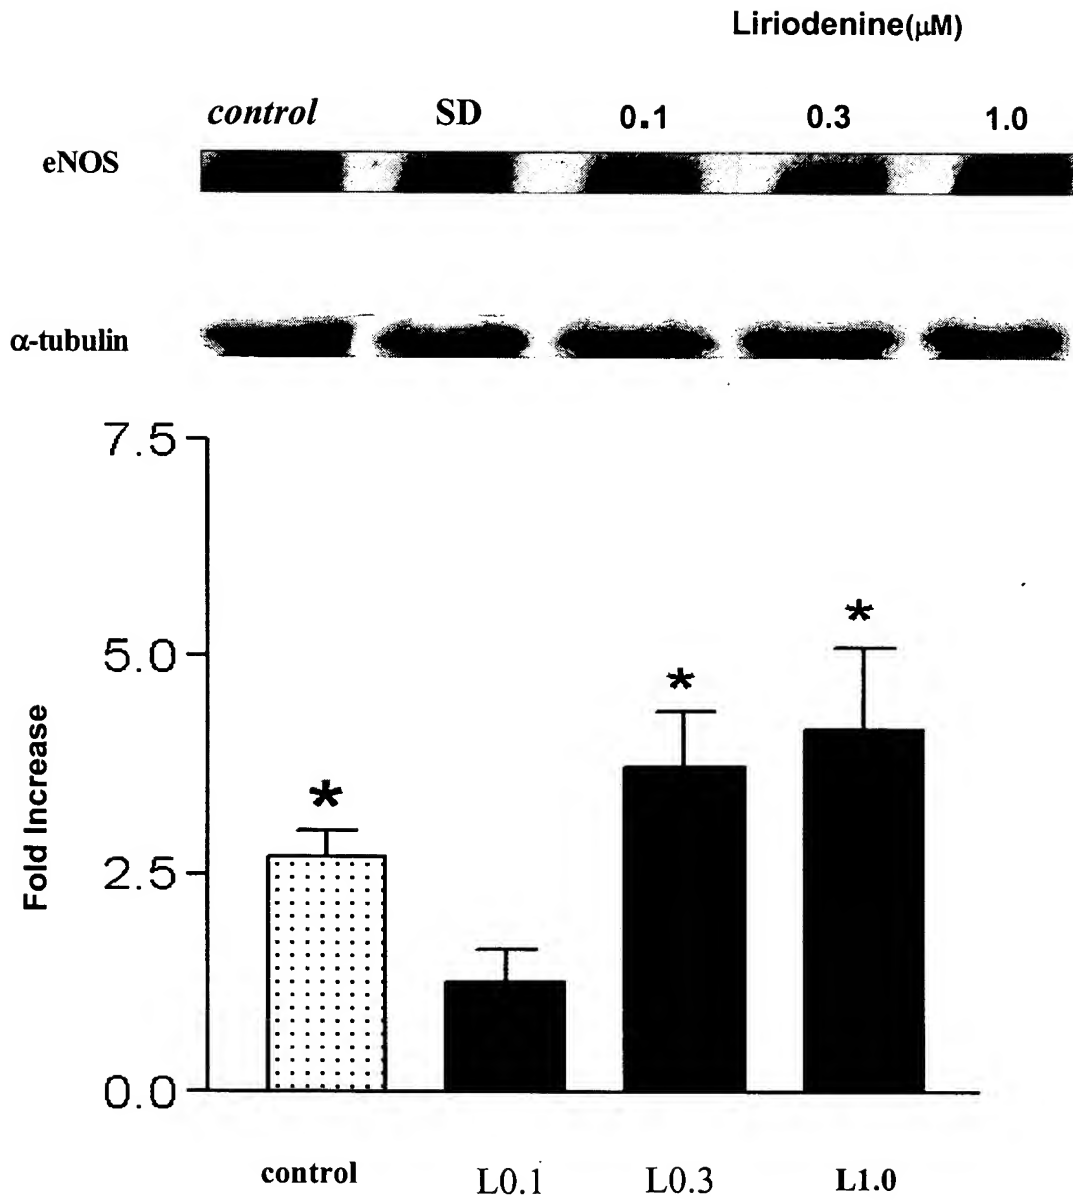 Liriodenine(μM)
control SD 0.1 0.3 1.0
eNOS
α-tubulin
7.5
5.0
2.5
0.0
Fold Increase
* * *
control L0.1 L0.3 L1.0